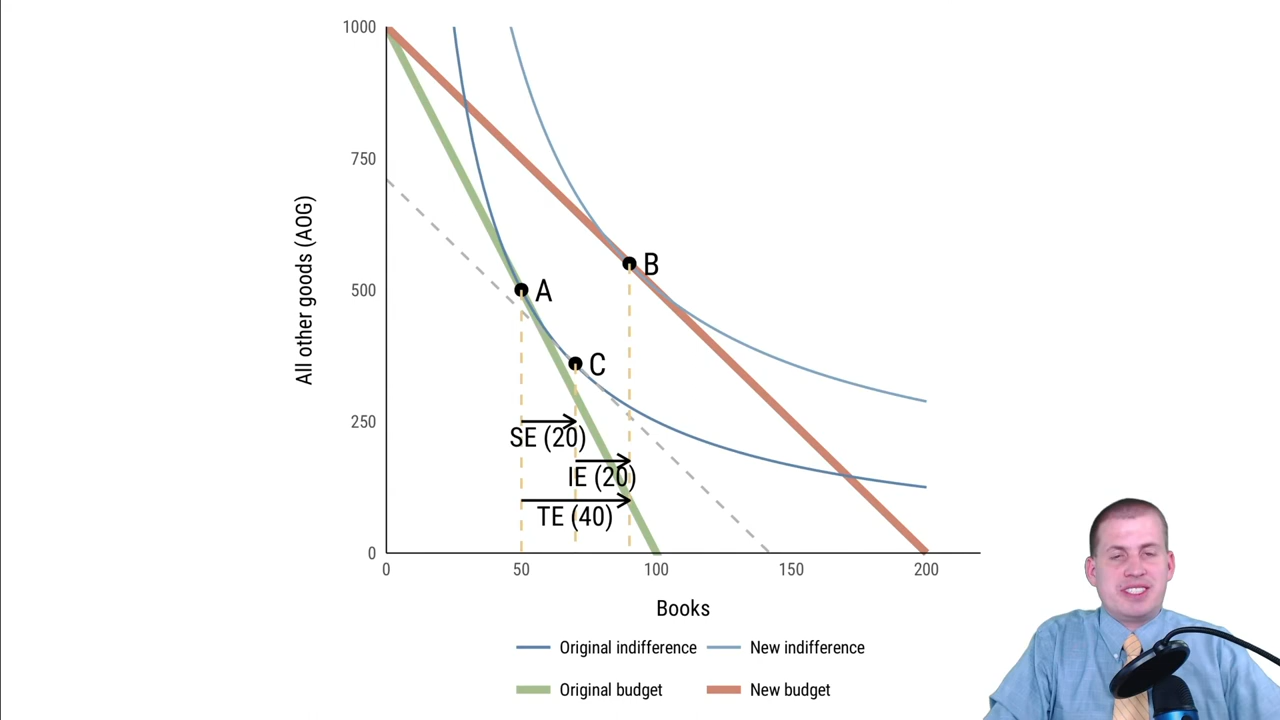 1000
750
500
250
0
All other goods (AOG)
A
B
C
SE (20)
IE (20)
TE (40)
0 50 100 150 200
Books
Original indifference New indifference
Original budget New budget